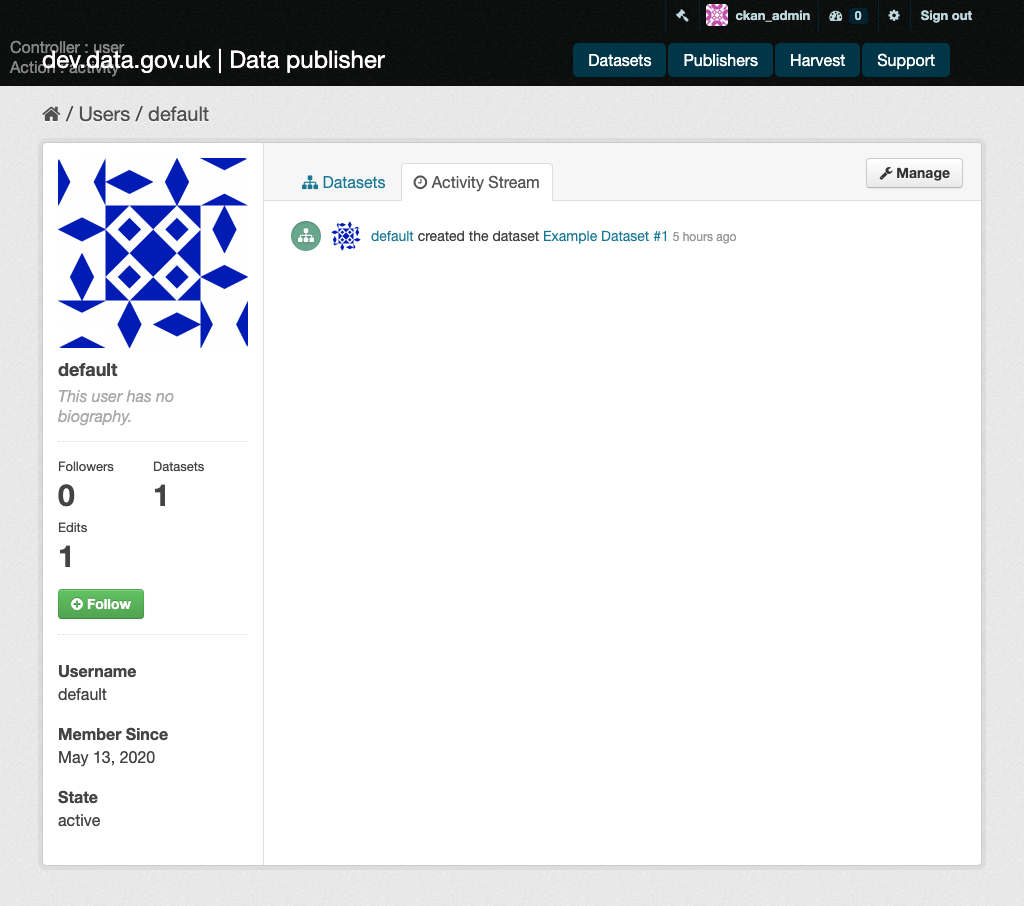 ckan_admin 0 Sign out
Controller : user
Action : activity
dev.data.gov.uk | Data publisher
Datasets Publishers Harvest Support
/ Users / default
Datasets Activity Stream Manage
default created the dataset Example Dataset #1 5 hours ago
default
This user has no
biography.
Followers Datasets
0 1
Edits
1
Follow
Username
default
Member Since
May 13, 2020
State
active